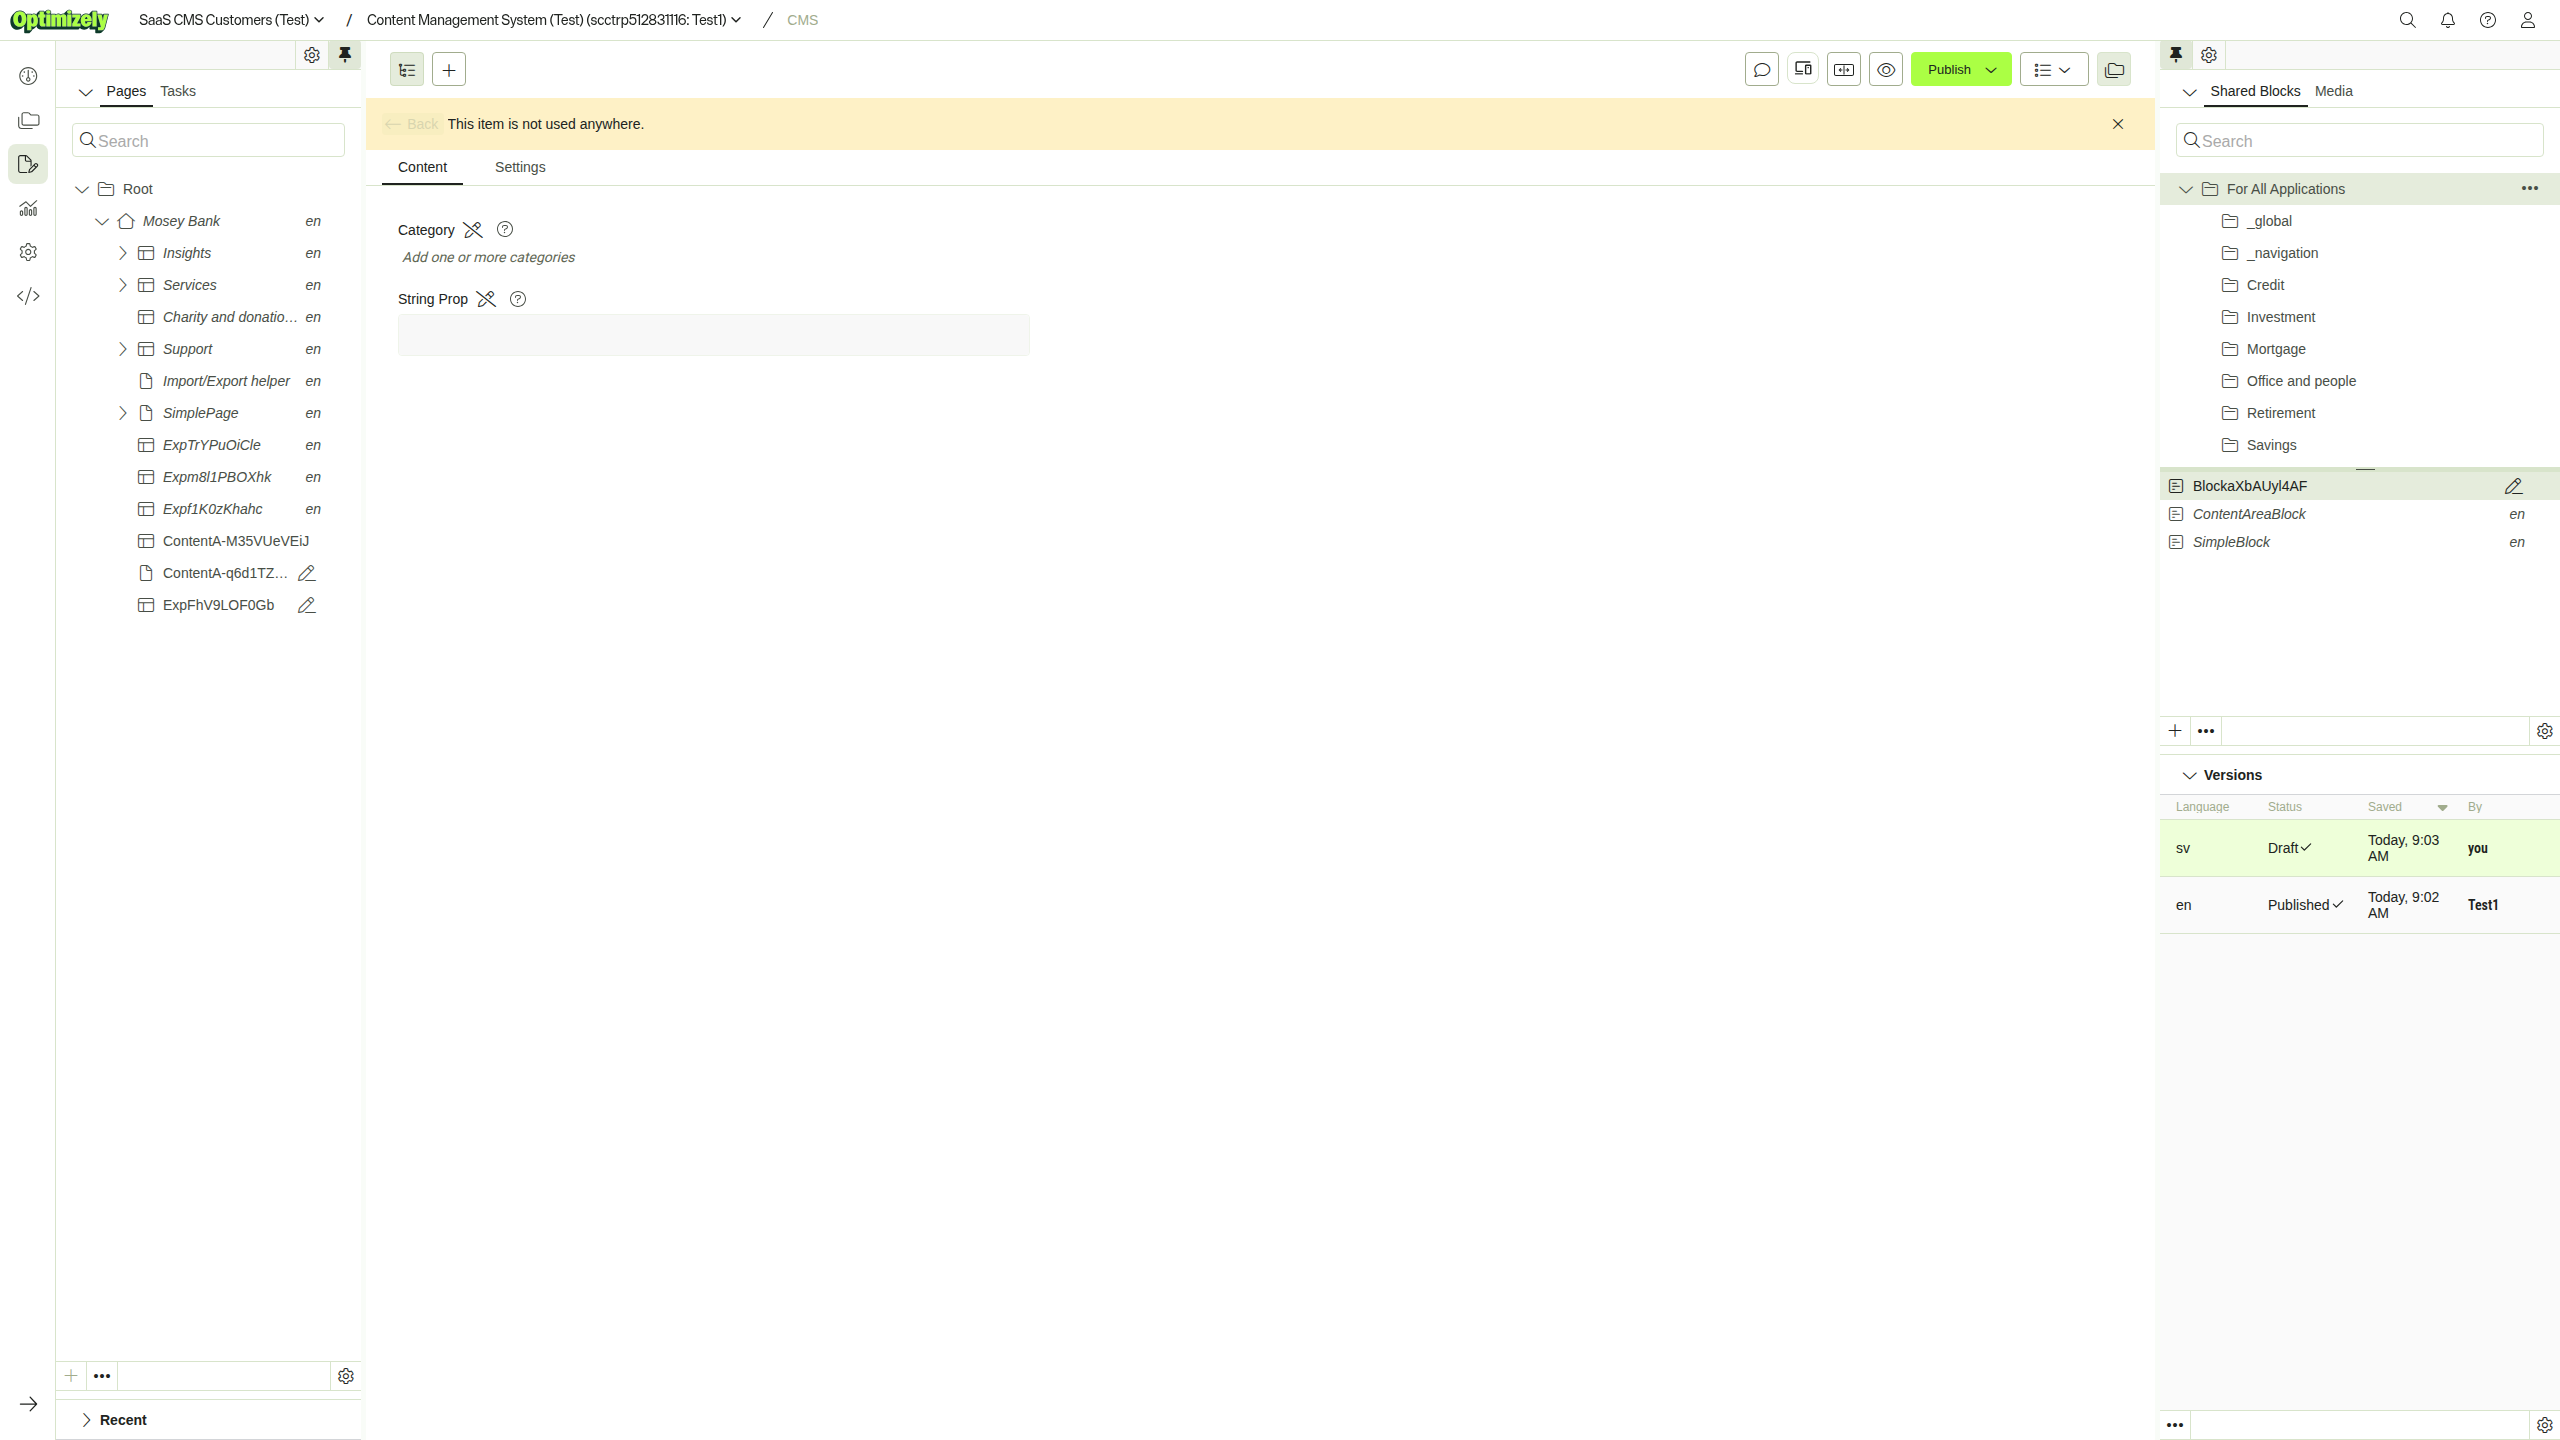 Optimizely
SaaS CMS Customers (Test) / Content Management System (Test) (scctrp512831116: Test1) / CMS
Pages Tasks
Search
Root
Mosey Bank en
Insights en
Services en
Charity and donatio... en
Support en
Import/Export helper en
SimplePage en
ExpTrYPuOiCle en
Expm8l1PBOXhk en
Expf1K0zKhahc en
ContentA-M35VUeVEiJ
ContentA-q6d1TZ...
ExpFhV9LOF0Gb
Recent
Publish
Back This item is not used anywhere.
Content Settings
Category
Add one or more categories
String Prop
Shared Blocks Media
Search
For All Applications
_global
_navigation
Credit
Investment
Mortgage
Office and people
Retirement
Savings
BlockaXbAUyl4AF
ContentAreaBlock en
SimpleBlock en
Versions
Language Status Saved By
sv Draft Today, 9:03 AM you
en Published Today, 9:02 AM Test1